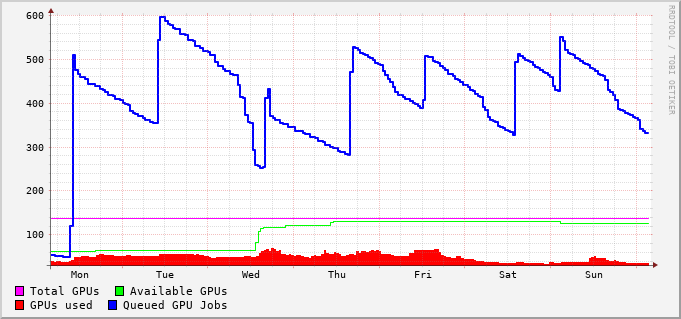 600
500
400
300
200
100
Mon Tue Wed Thu Fri Sat Sun
Total GPUs Available GPUs
GPUs used Queued GPU Jobs
RRDTOOL / TOBI OETIKER